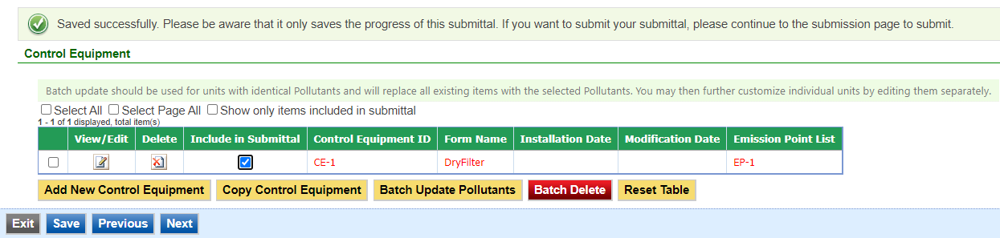 Saved successfully. Please be aware that it only saves the progress of this submittal. If you want to submit your submittal, please continue to the submission page to submit.
Control Equipment
Batch update should be used for units with identical Pollutants and will replace all existing items with the selected Pollutants. You may then further customize individual units by editing them separately.
Select All Select Page All Show only items included in submittal
1 - 1 of 1 displayed, total item(s)
View/Edit Delete Include in Submittal Control Equipment ID Form Name Installation Date Modification Date Emission Point List
CE-1 DryFilter EP-1
Add New Control Equipment Copy Control Equipment Batch Update Pollutants Batch Delete Reset Table
Exit Save Previous Next